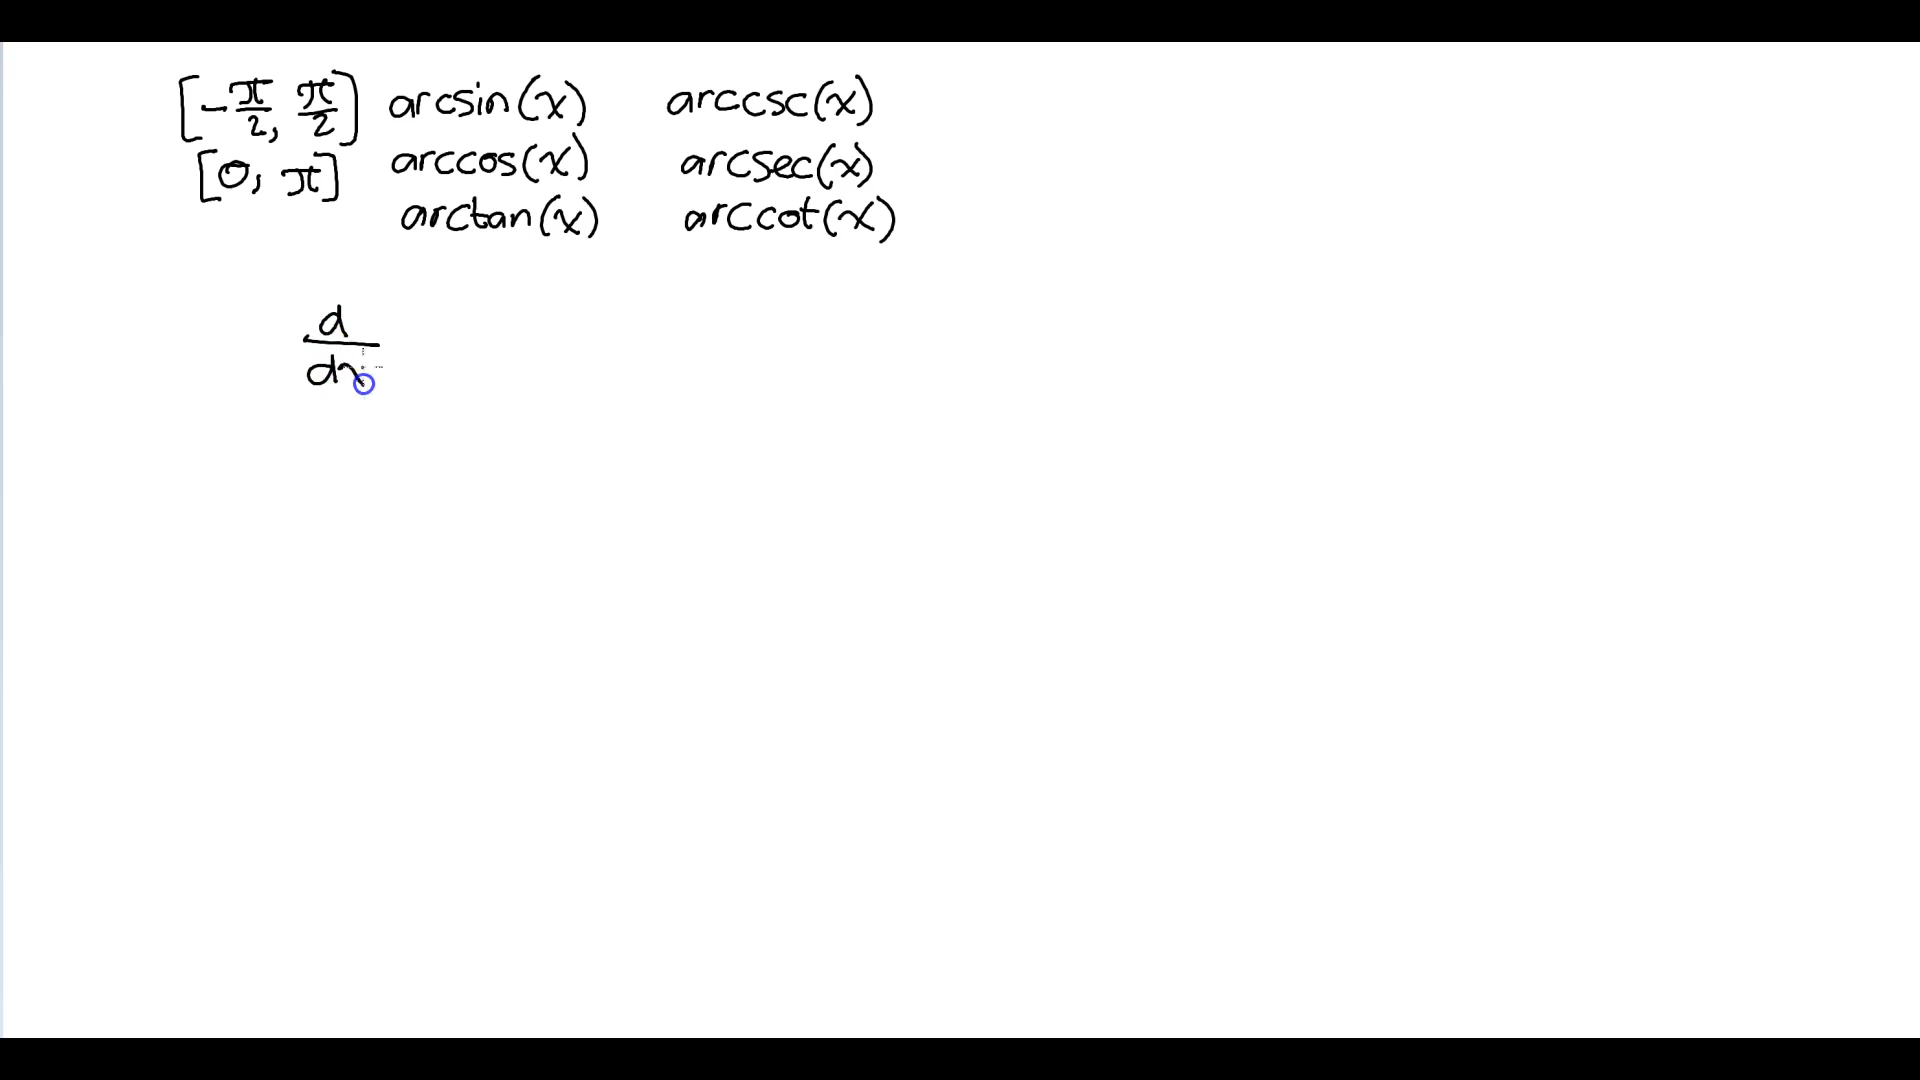 [-π/2, π/2] arcsin(x) arccsc(x)
[0, π] arccos(x) arcsec(x)
arctan(x) arccot(x)
d
dx